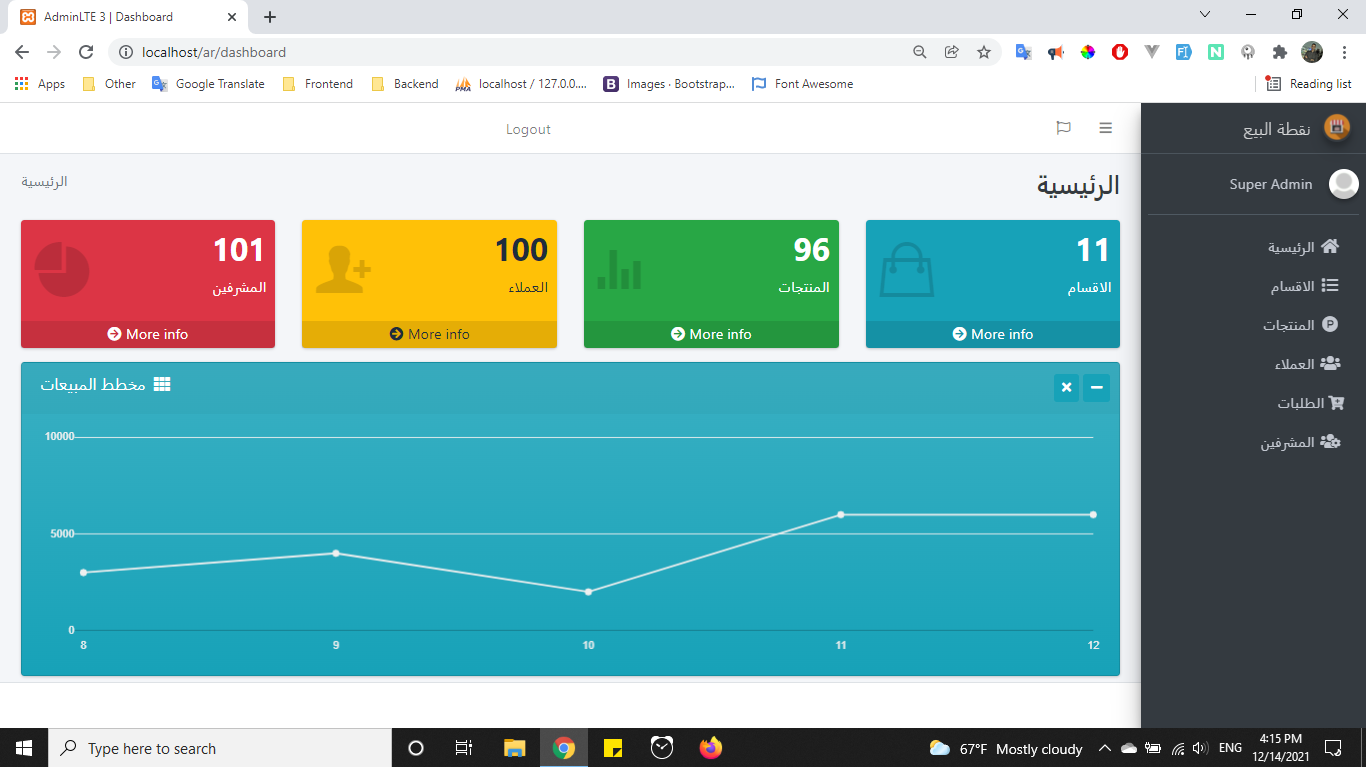 AdminLTE 3 | Dashboard
localhost/ar/dashboard
Apps
Other
Google Translate
Frontend
Backend
localhost / 127.0.0....
Images · Bootstrap...
Font Awesome
Reading list
نقطة البيع
Logout
Super Admin
الرئيسية
الرئيسية
11
الاقسام
More info
96
المنتجات
More info
100
العملاء
More info
101
المشرفين
More info
الرئيسية
الاقسام
المنتجات
العملاء
الطلبات
المشرفين
مخطط المبيعات
10000
5000
0
8 9 10 11 12
Type here to search
67°F Mostly cloudy
ENG
4:15 PM
12/14/2021